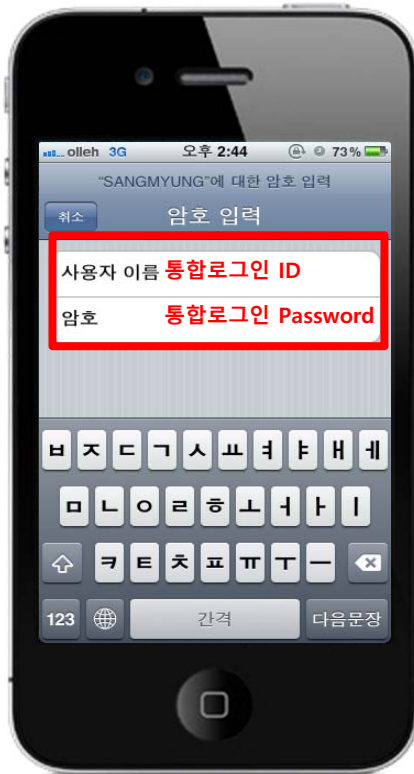 olleh 3G 오후 2:44 73%
"SANGMYUNG"에 대한 암호 입력
취소 암호 입력
사용자 이름 통합로그인 ID
암호 통합로그인 Password
ㅂ ㅈ ㄷ ㄱ ㅅ ㅛ ㅕ ㅑ ㅐ ㅔ
ㅁ ㄴ ㅇ ㄹ ㅎ ㅗ ㅓ ㅏ ㅣ
ㅋ ㅌ ㅊ ㅍ ㅠ ㅜ ㅡ
123 간격 다음문장